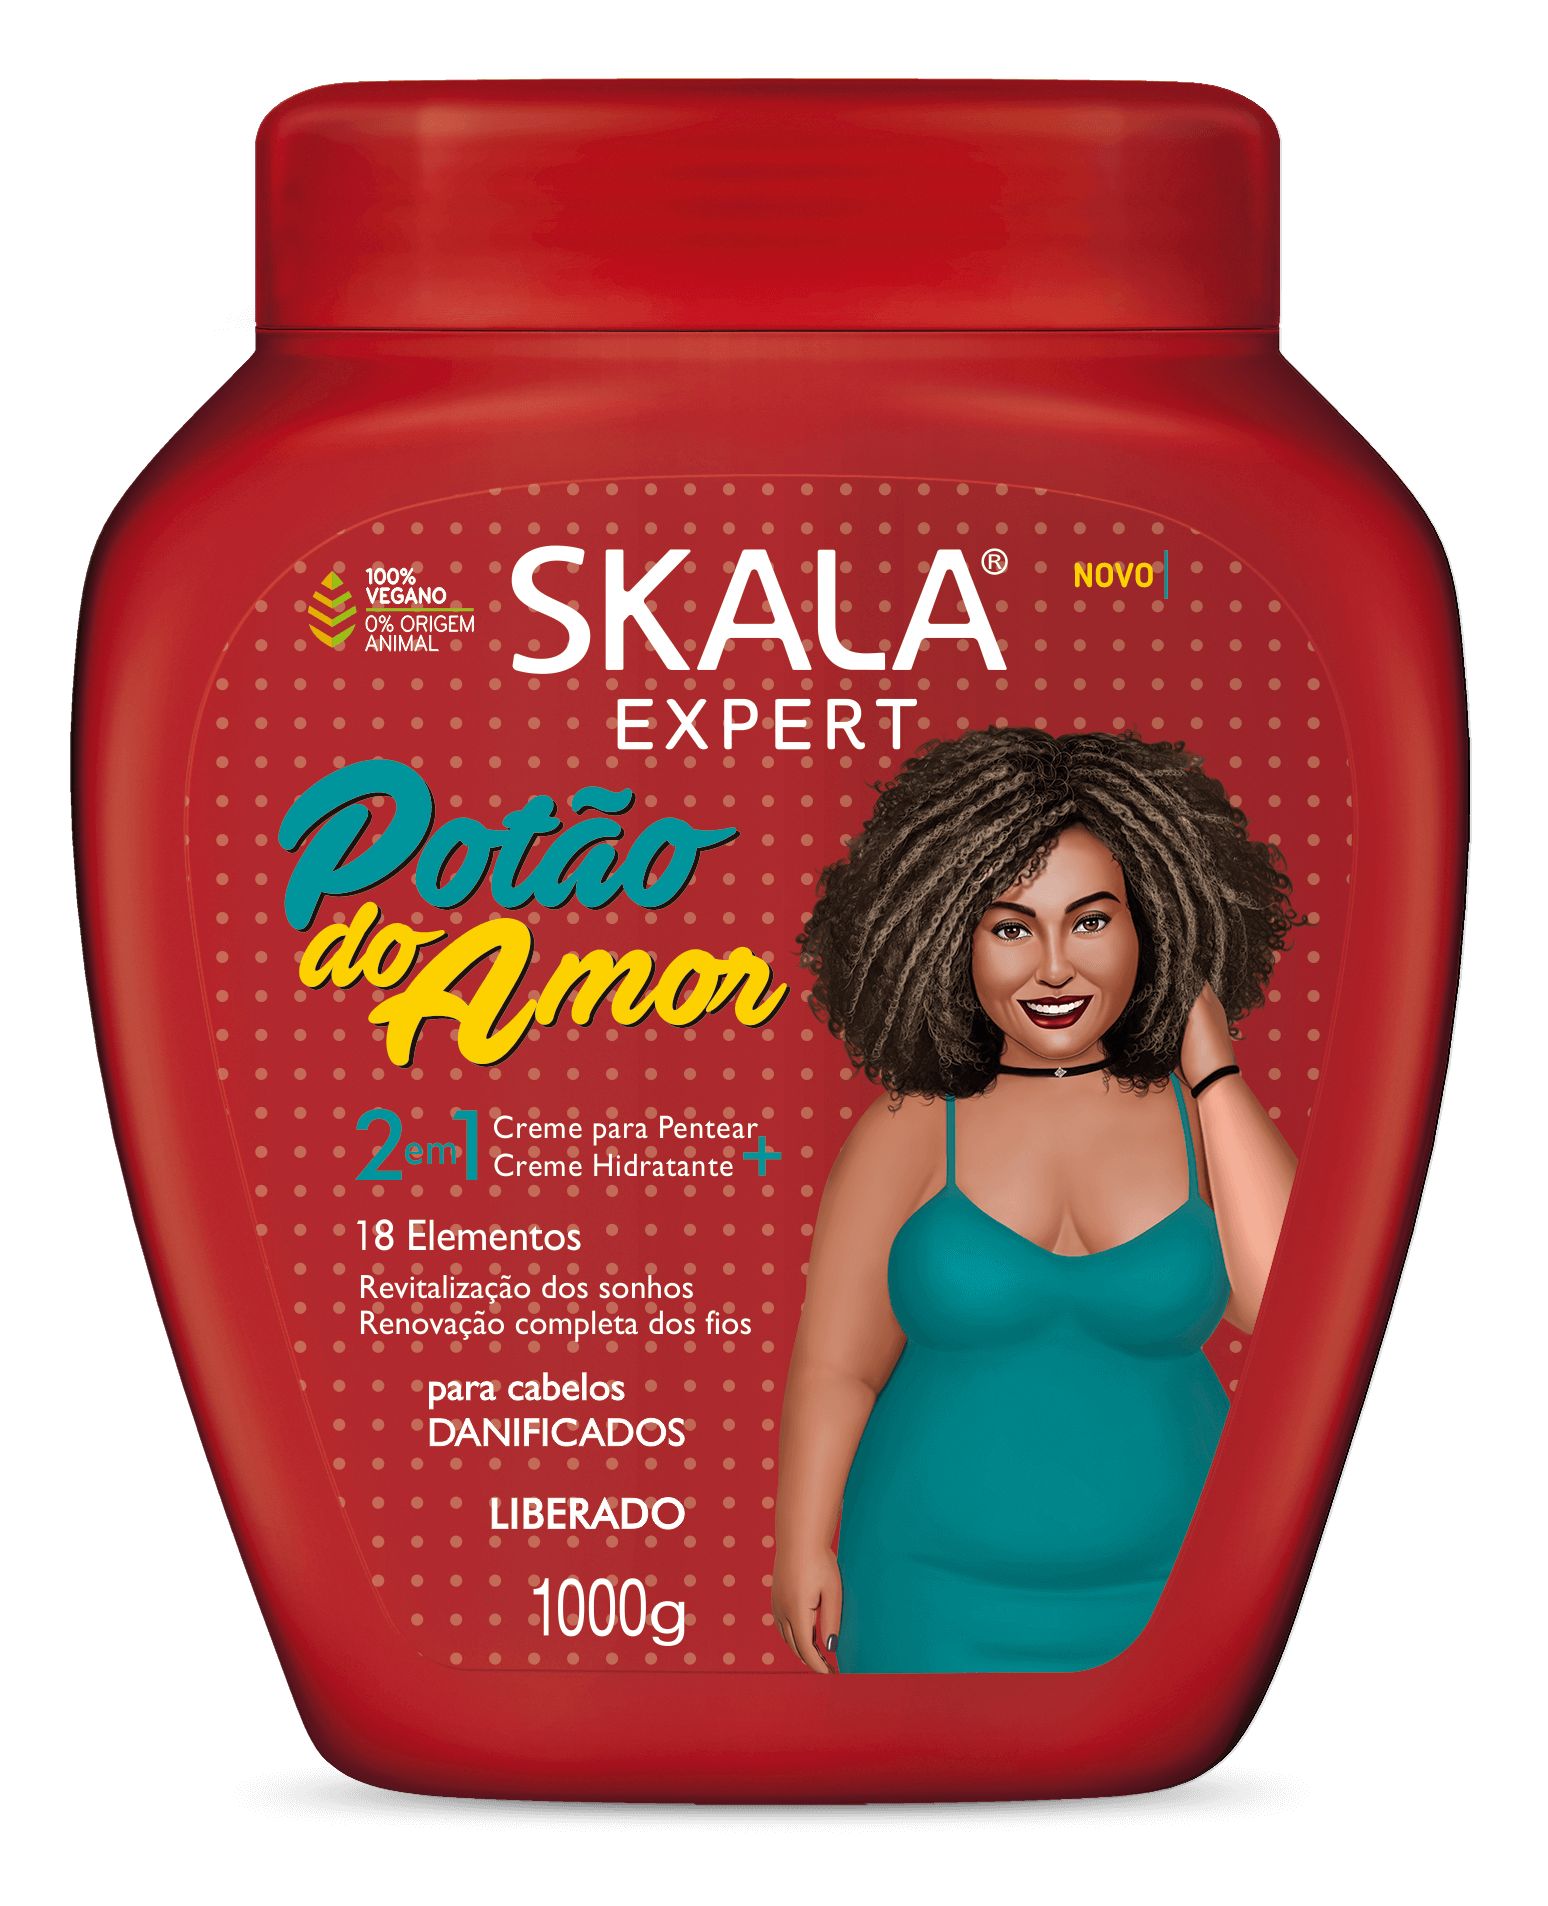 100%
VEGANO
0% ORIGEM
ANIMAL
SKALA®
EXPERT
NOVO
Potão
do Amor
2em1
Creme para Pentear
Creme Hidratante +
18 Elementos
Revitalização dos sonhos
Renovação completa dos fios
para cabelos
DANIFICADOS
LIBERADO
1000g